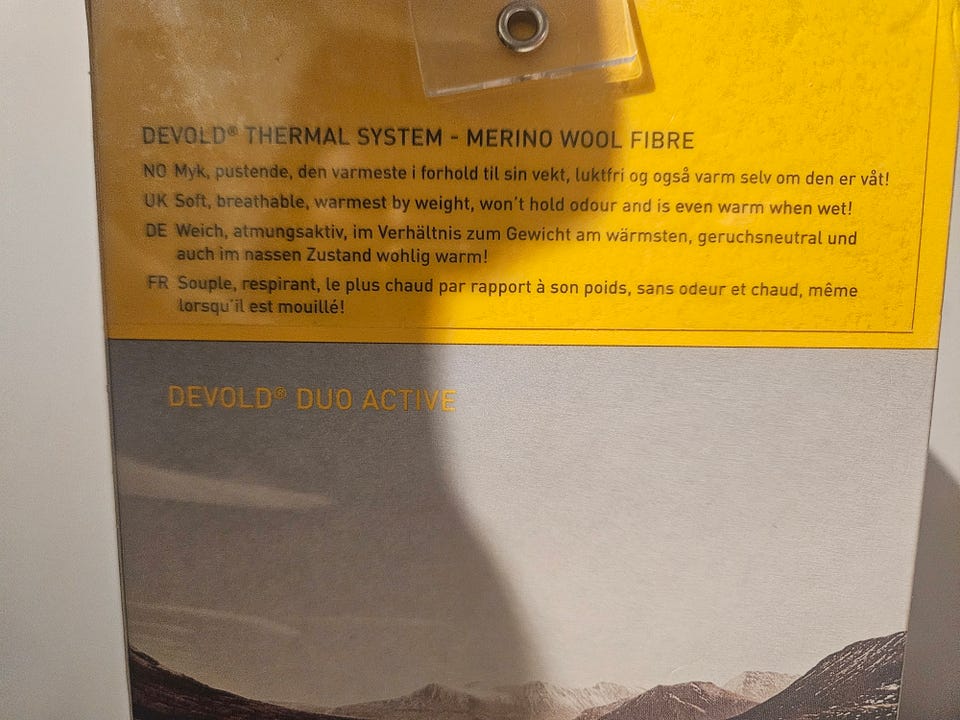 DEVOLD® THERMAL SYSTEM - MERINO WOOL FIBRE
NO Myk, pustende, den varmeste i forhold til sin vekt, luktfri og også varm selv om den er våt!
UK Soft, breathable, warmest by weight, won't hold odour and is even warm when wet!
DE Weich, atmungsaktiv, im Verhältnis zum Gewicht am wärmsten, geruchsneutral und
auch im nassen Zustand wohlig warm!
FR Souple, respirant, le plus chaud par rapport à son poids, sans odeur et chaud, même
lorsqu'il est mouillé!
DEVOLD® DUO ACTIVE